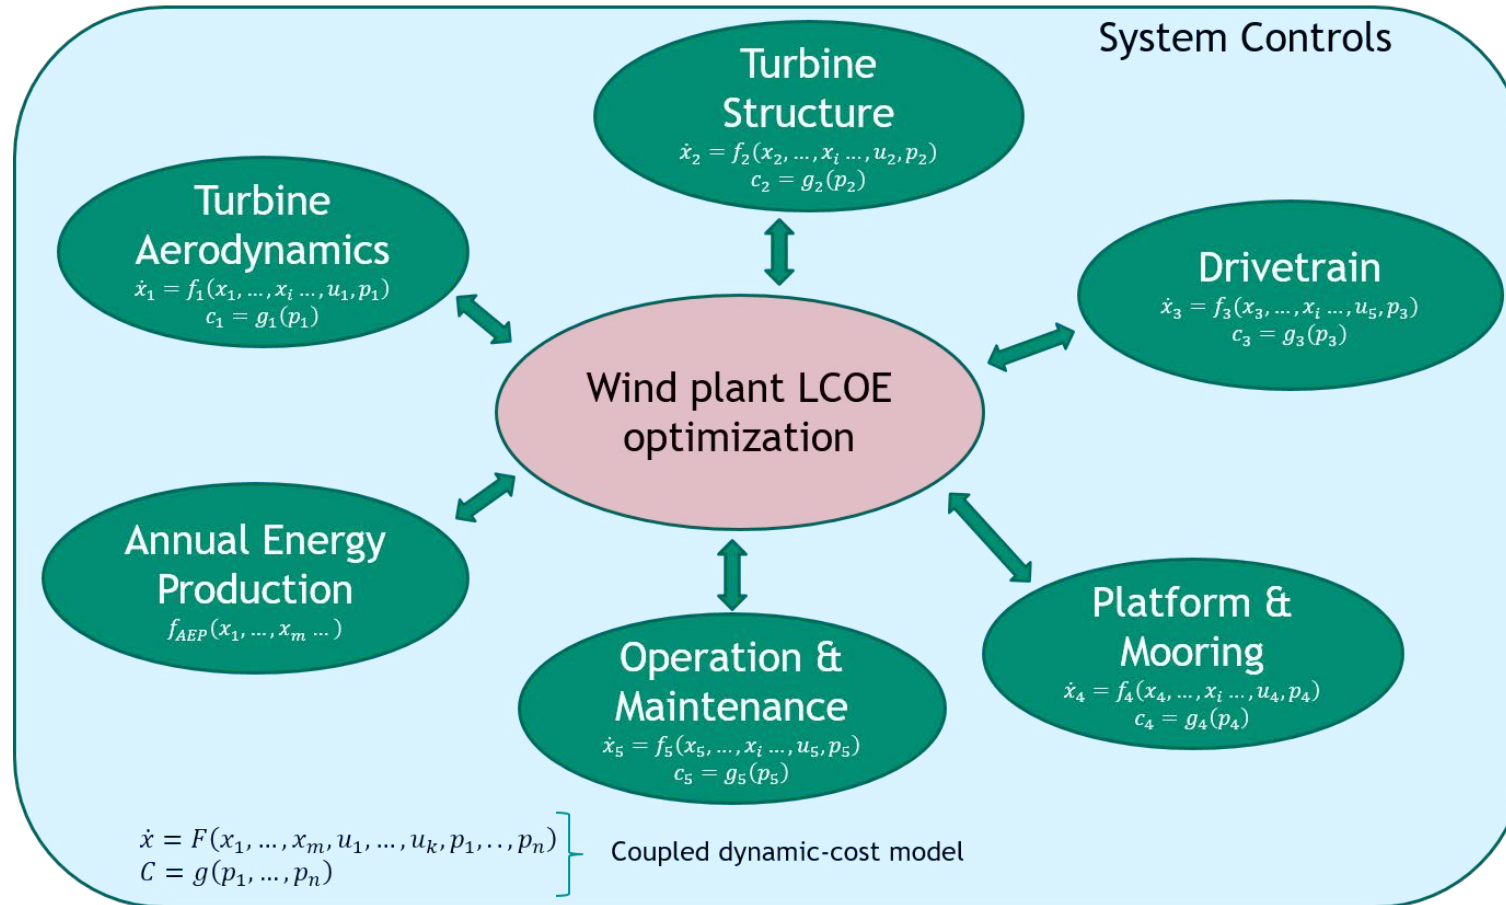 System Controls
Turbine
Structure
ẋ₂ = f₂(x₂, …, xᵢ …, u₂, p₂)
c₂ = g₂(p₂)
Turbine
Aerodynamics
ẋ₁ = f₁(x₁, …, xᵢ …, u₁, p₁)
c₁ = g₁(p₁)
Drivetrain
ẋ₃ = f₃(x₃, …, xᵢ …, u₅, p₃)
c₃ = g₃(p₃)
Wind plant LCOE
optimization
Annual Energy
Production
f_AEP(x₁, …, xₘ …)
Platform &
Mooring
ẋ₄ = f₄(x₄, …, xᵢ …, u₄, p₄)
c₄ = g₄(p₄)
Operation &
Maintenance
ẋ₅ = f₅(x₅, …, xᵢ …, u₅, p₅)
c₅ = g₅(p₅)
ẋ = F(x₁, …, xₘ, u₁, …, uₖ, p₁, . . , pₙ)
C = g(p₁, …, pₙ)
Coupled dynamic-cost model